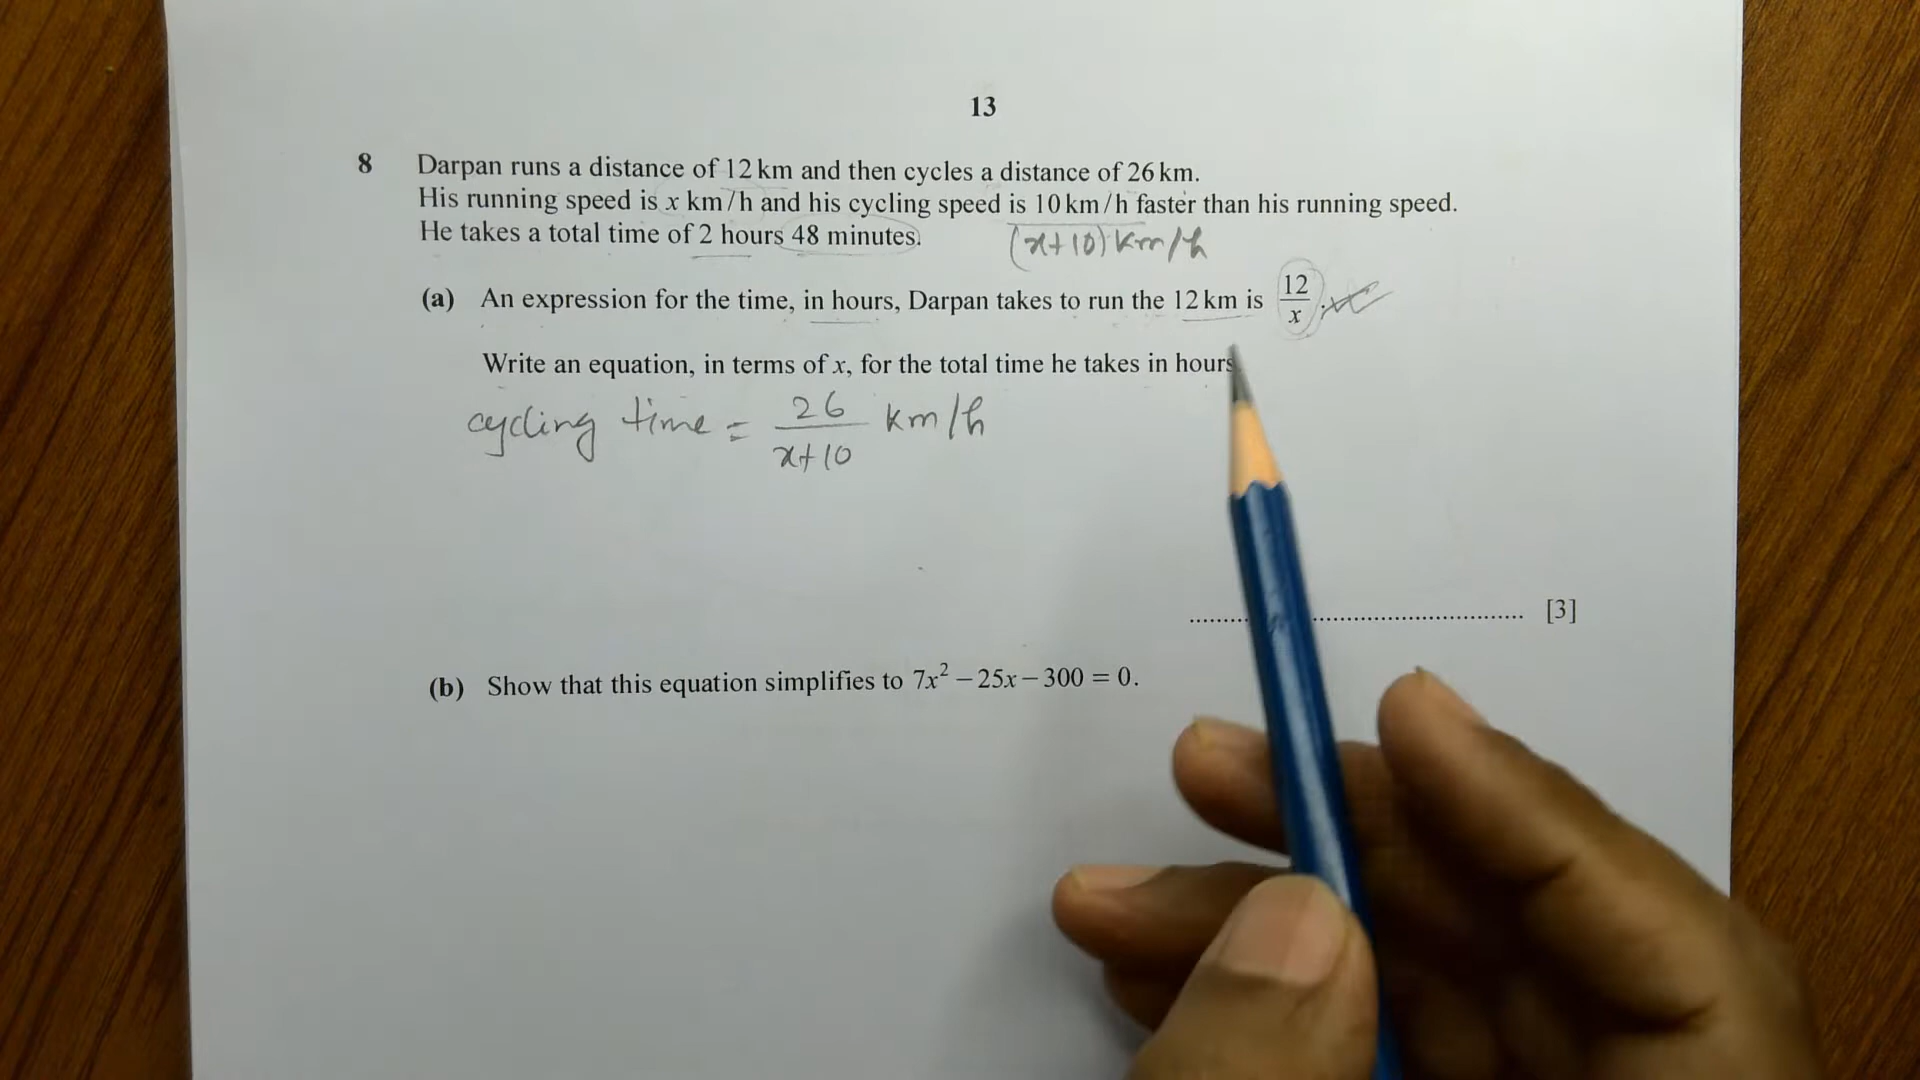 13
8 Darpan runs a distance of 12 km and then cycles a distance of 26 km.
His running speed is x km/h and his cycling speed is 10 km/h faster than his running speed.
He takes a total time of 2 hours 48 minutes.
(x+10) km/h
(a) An expression for the time, in hours, Darpan takes to run the 12 km is 12/x.
Write an equation, in terms of x, for the total time he takes in hours
cycling time = 26/(x+10) km/h
.................................................. [3]
(b) Show that this equation simplifies to 7x² – 25x – 300 = 0.